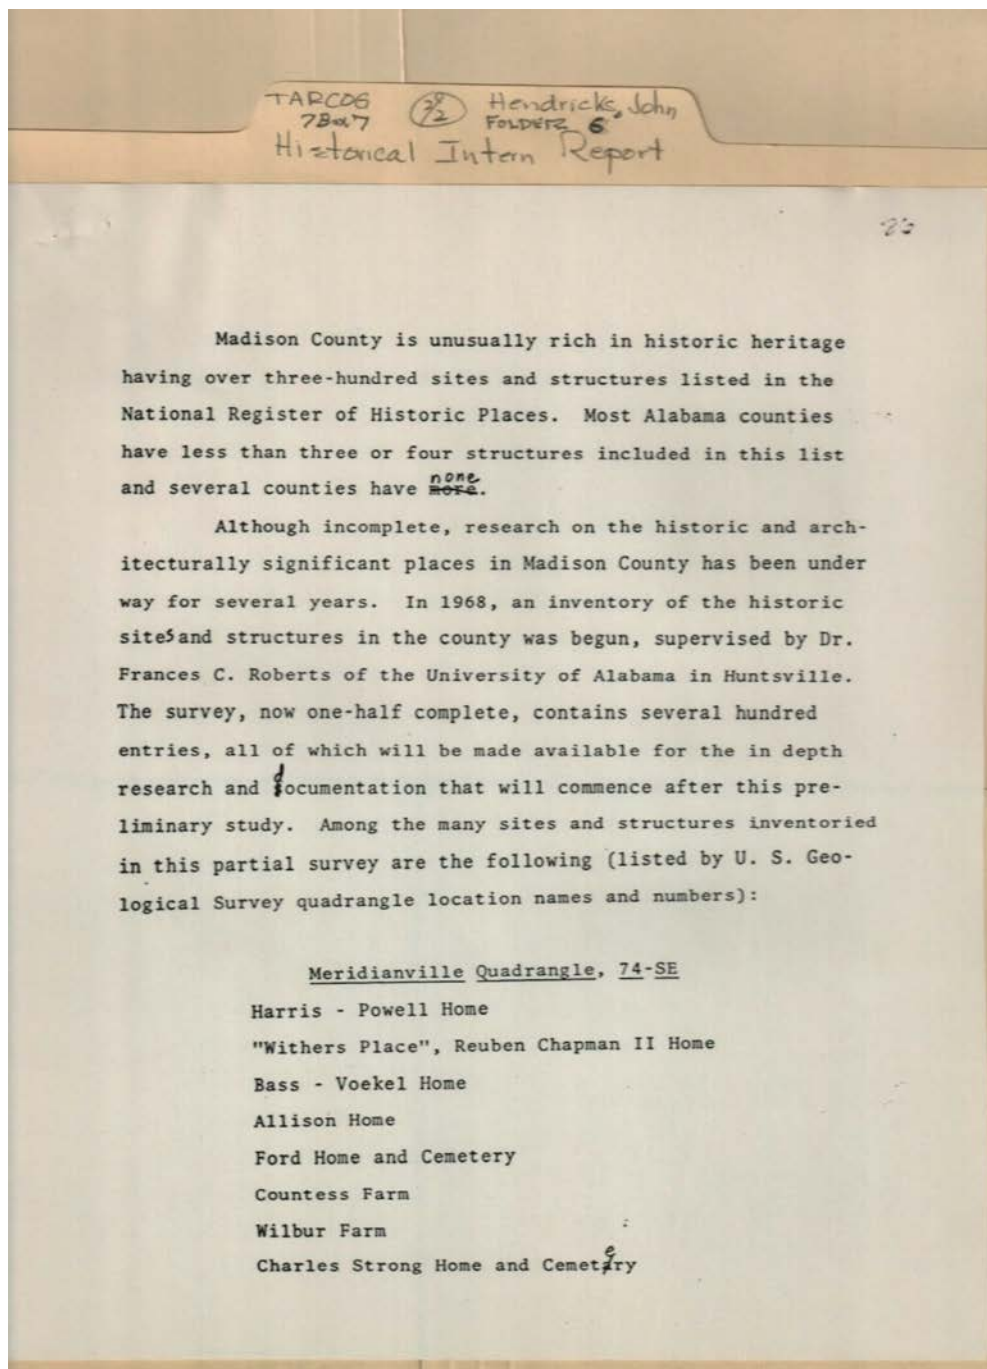 TARCOG
7Box7
2/2
Hendricks, John
FOLDER 6
Historical Intern Report
26
Madison County is unusually rich in historic heritage
having over three-hundred sites and structures listed in the
National Register of Historic Places. Most Alabama counties
have less than three or four structures included in this list
none
and several counties have more.
Although incomplete, research on the historic and arch-
itecturally significant places in Madison County has been under
way for several years. In 1968, an inventory of the historic
sites and structures in the county was begun, supervised by Dr.
Frances C. Roberts of the University of Alabama in Huntsville.
The survey, now one-half complete, contains several hundred
entries, all of which will be made available for the in depth
research and documentation that will commence after this pre-
liminary study. Among the many sites and structures inventoried
in this partial survey are the following (listed by U. S. Geo-
logical Survey quadrangle location names and numbers):
Meridianville Quadrangle, 74-SE
Harris - Powell Home
"Withers Place", Reuben Chapman II Home
Bass - Voekel Home
Allison Home
Ford Home and Cemetery
Countess Farm
Wilbur Farm
Charles Strong Home and Cemetery